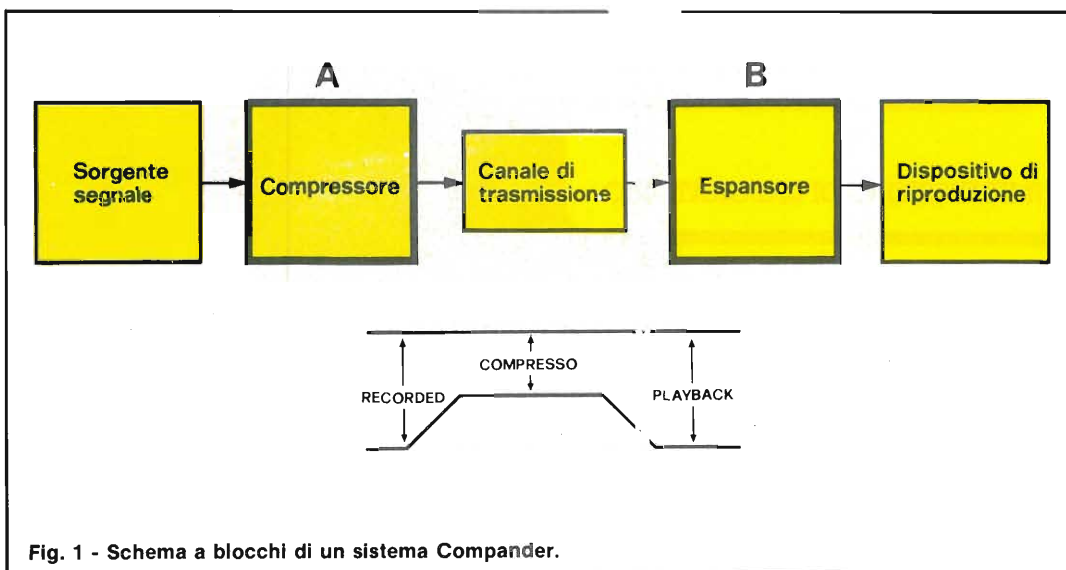 A
B
Sorgente
segnale
Compressore
Canale di
trasmissione
Espansore
Dispositivo di
riproduzione
COMPRESSO
RECORDED
PLAYBACK
Fig. 1 - Schema a blocchi di un sistema Compander.